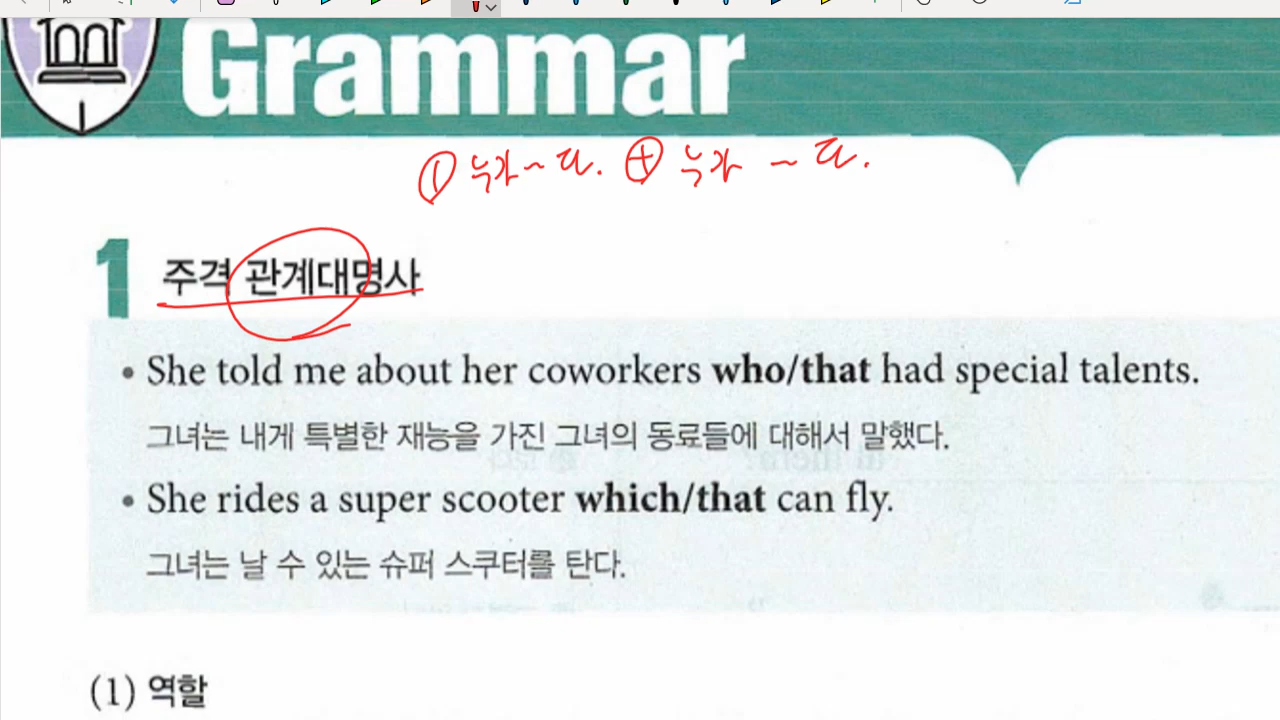 Grammar
① 누가~다. ⊕ 누가 ~ 다.
1 주격 관계대명사
• She told me about her coworkers who/that had special talents.
그녀는 내게 특별한 재능을 가진 그녀의 동료들에 대해서 말했다.
• She rides a super scooter which/that can fly.
그녀는 날 수 있는 슈퍼 스쿠터를 탄다.
(1) 역할